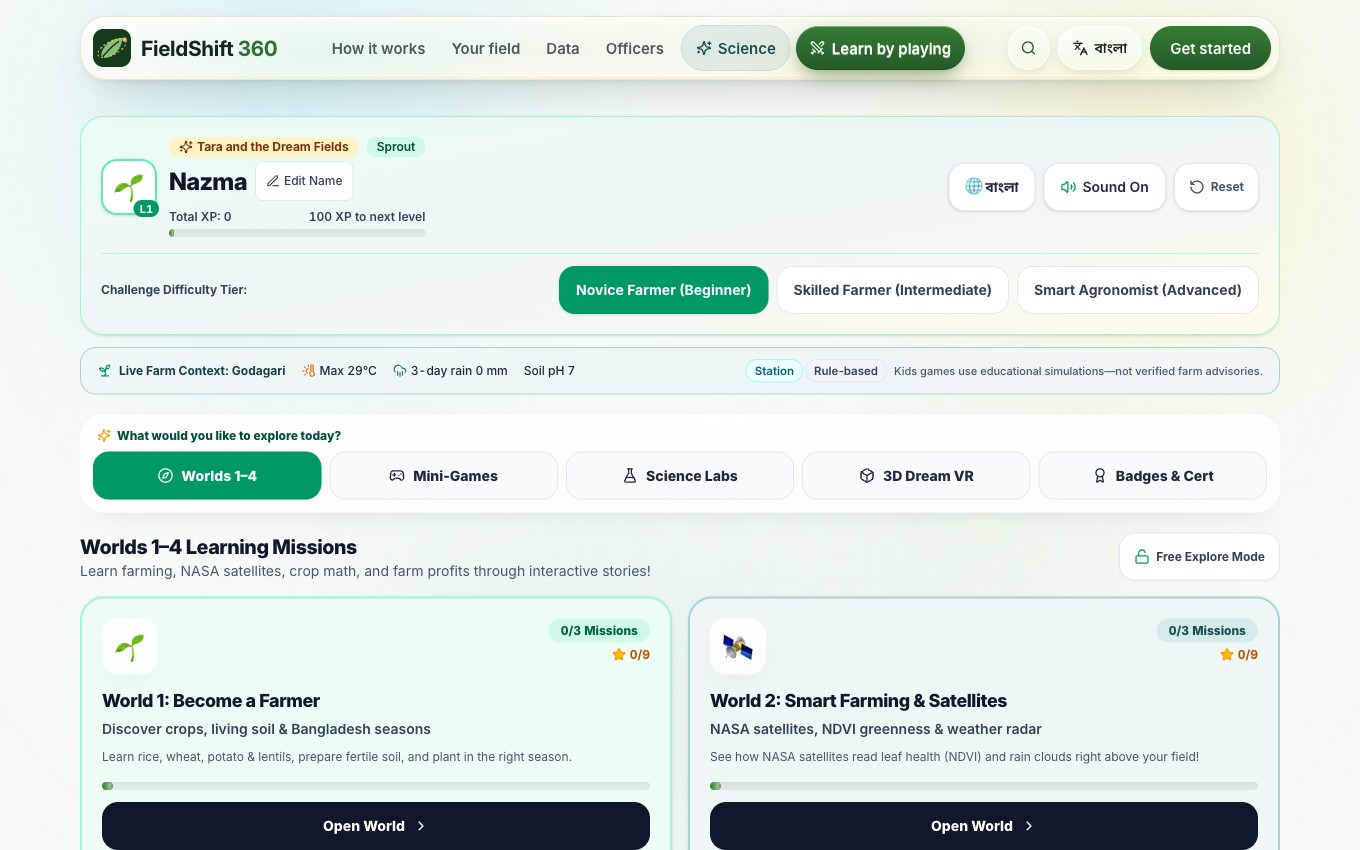 FieldShift 360
How it works
Your field
Data
Officers
Science
Learn by playing
বাংলা
Get started
Tara and the Dream Fields
Sprout
L1
Nazma
Edit Name
Total XP: 0
100 XP to next level
বাংলা
Sound On
Reset
Challenge Difficulty Tier:
Novice Farmer (Beginner)
Skilled Farmer (Intermediate)
Smart Agronomist (Advanced)
Live Farm Context: Godagari
Max 29°C
3-day rain 0 mm
Soil pH 7
Station
Rule-based
Kids games use educational simulations—not verified farm advisories.
What would you like to explore today?
Worlds 1–4
Mini-Games
Science Labs
3D Dream VR
Badges & Cert
Worlds 1–4 Learning Missions
Learn farming, NASA satellites, crop math, and farm profits through interactive stories!
Free Explore Mode
0/3 Missions
0/9
World 1: Become a Farmer
Discover crops, living soil & Bangladesh seasons
Learn rice, wheat, potato & lentils, prepare fertile soil, and plant in the right season.
Open World
0/3 Missions
0/9
World 2: Smart Farming & Satellites
NASA satellites, NDVI greenness & weather radar
See how NASA satellites read leaf health (NDVI) and rain clouds right above your field!
Open World